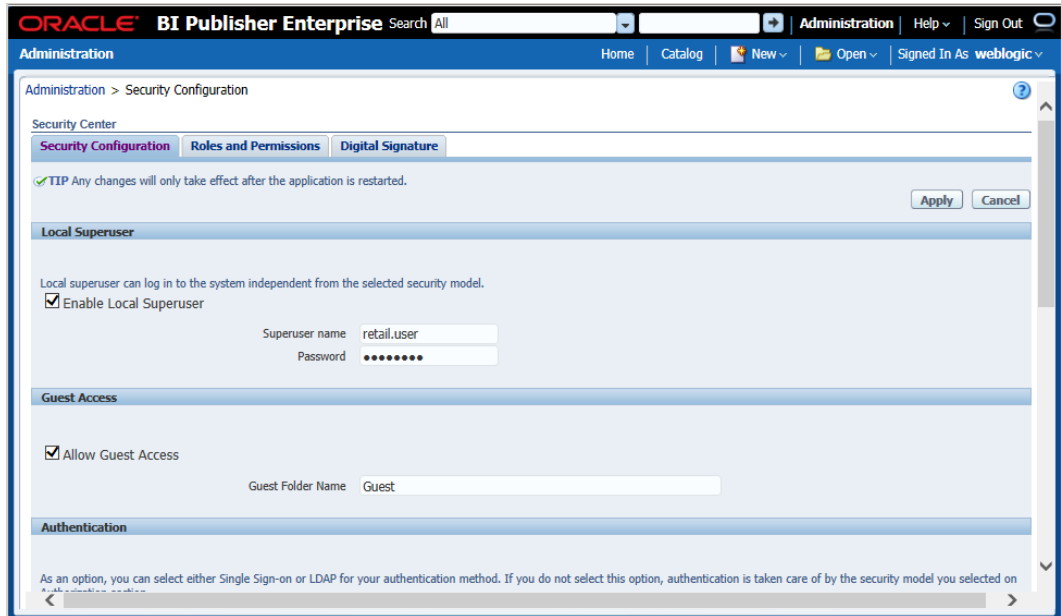 ORACLE BI Publisher Enterprise Search All Administration Help Sign Out
Administration Home Catalog New Open Signed In As weblogic
Administration > Security Configuration
Security Center
Security Configuration Roles and Permissions Digital Signature
TIP Any changes will only take effect after the application is restarted.
Apply Cancel
Local Superuser
Local superuser can log in to the system independent from the selected security model.
Enable Local Superuser
Superuser name retail.user
Password ••••••••
Guest Access
Allow Guest Access
Guest Folder Name Guest
Authentication
As an option, you can select either Single Sign-on or LDAP for your authentication method. If you do not select this option, authentication is taken care of by the security model you selected on